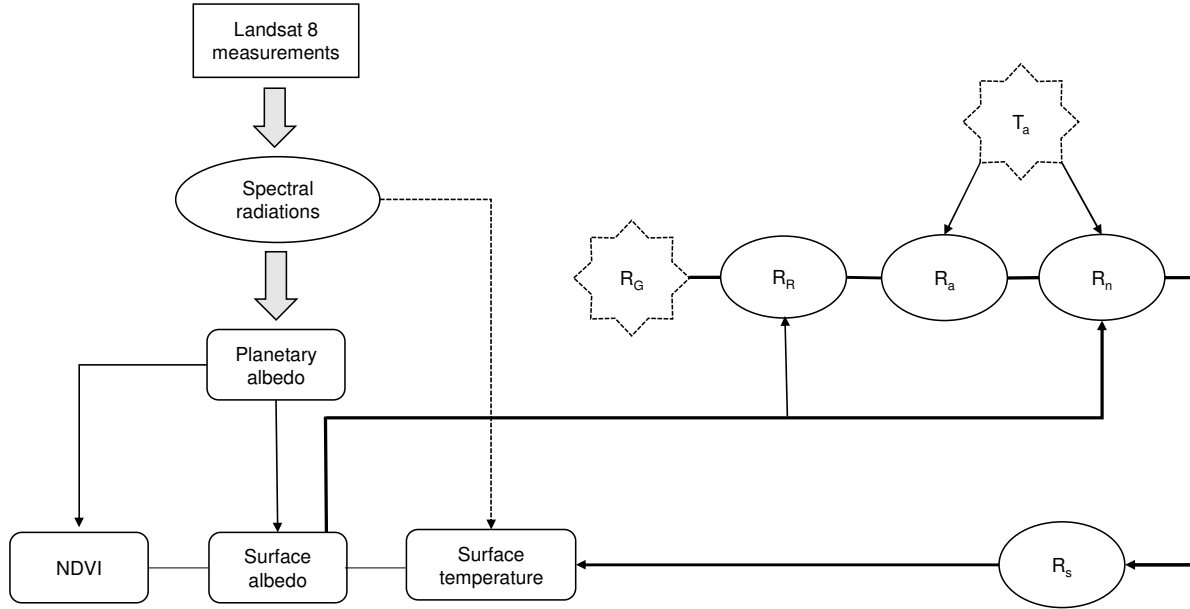 Landsat 8
measurements
Spectral
radiations
T_a
R_G
R_R
R_a
R_n
Planetary
albedo
NDVI
Surface
albedo
Surface
temperature
R_s